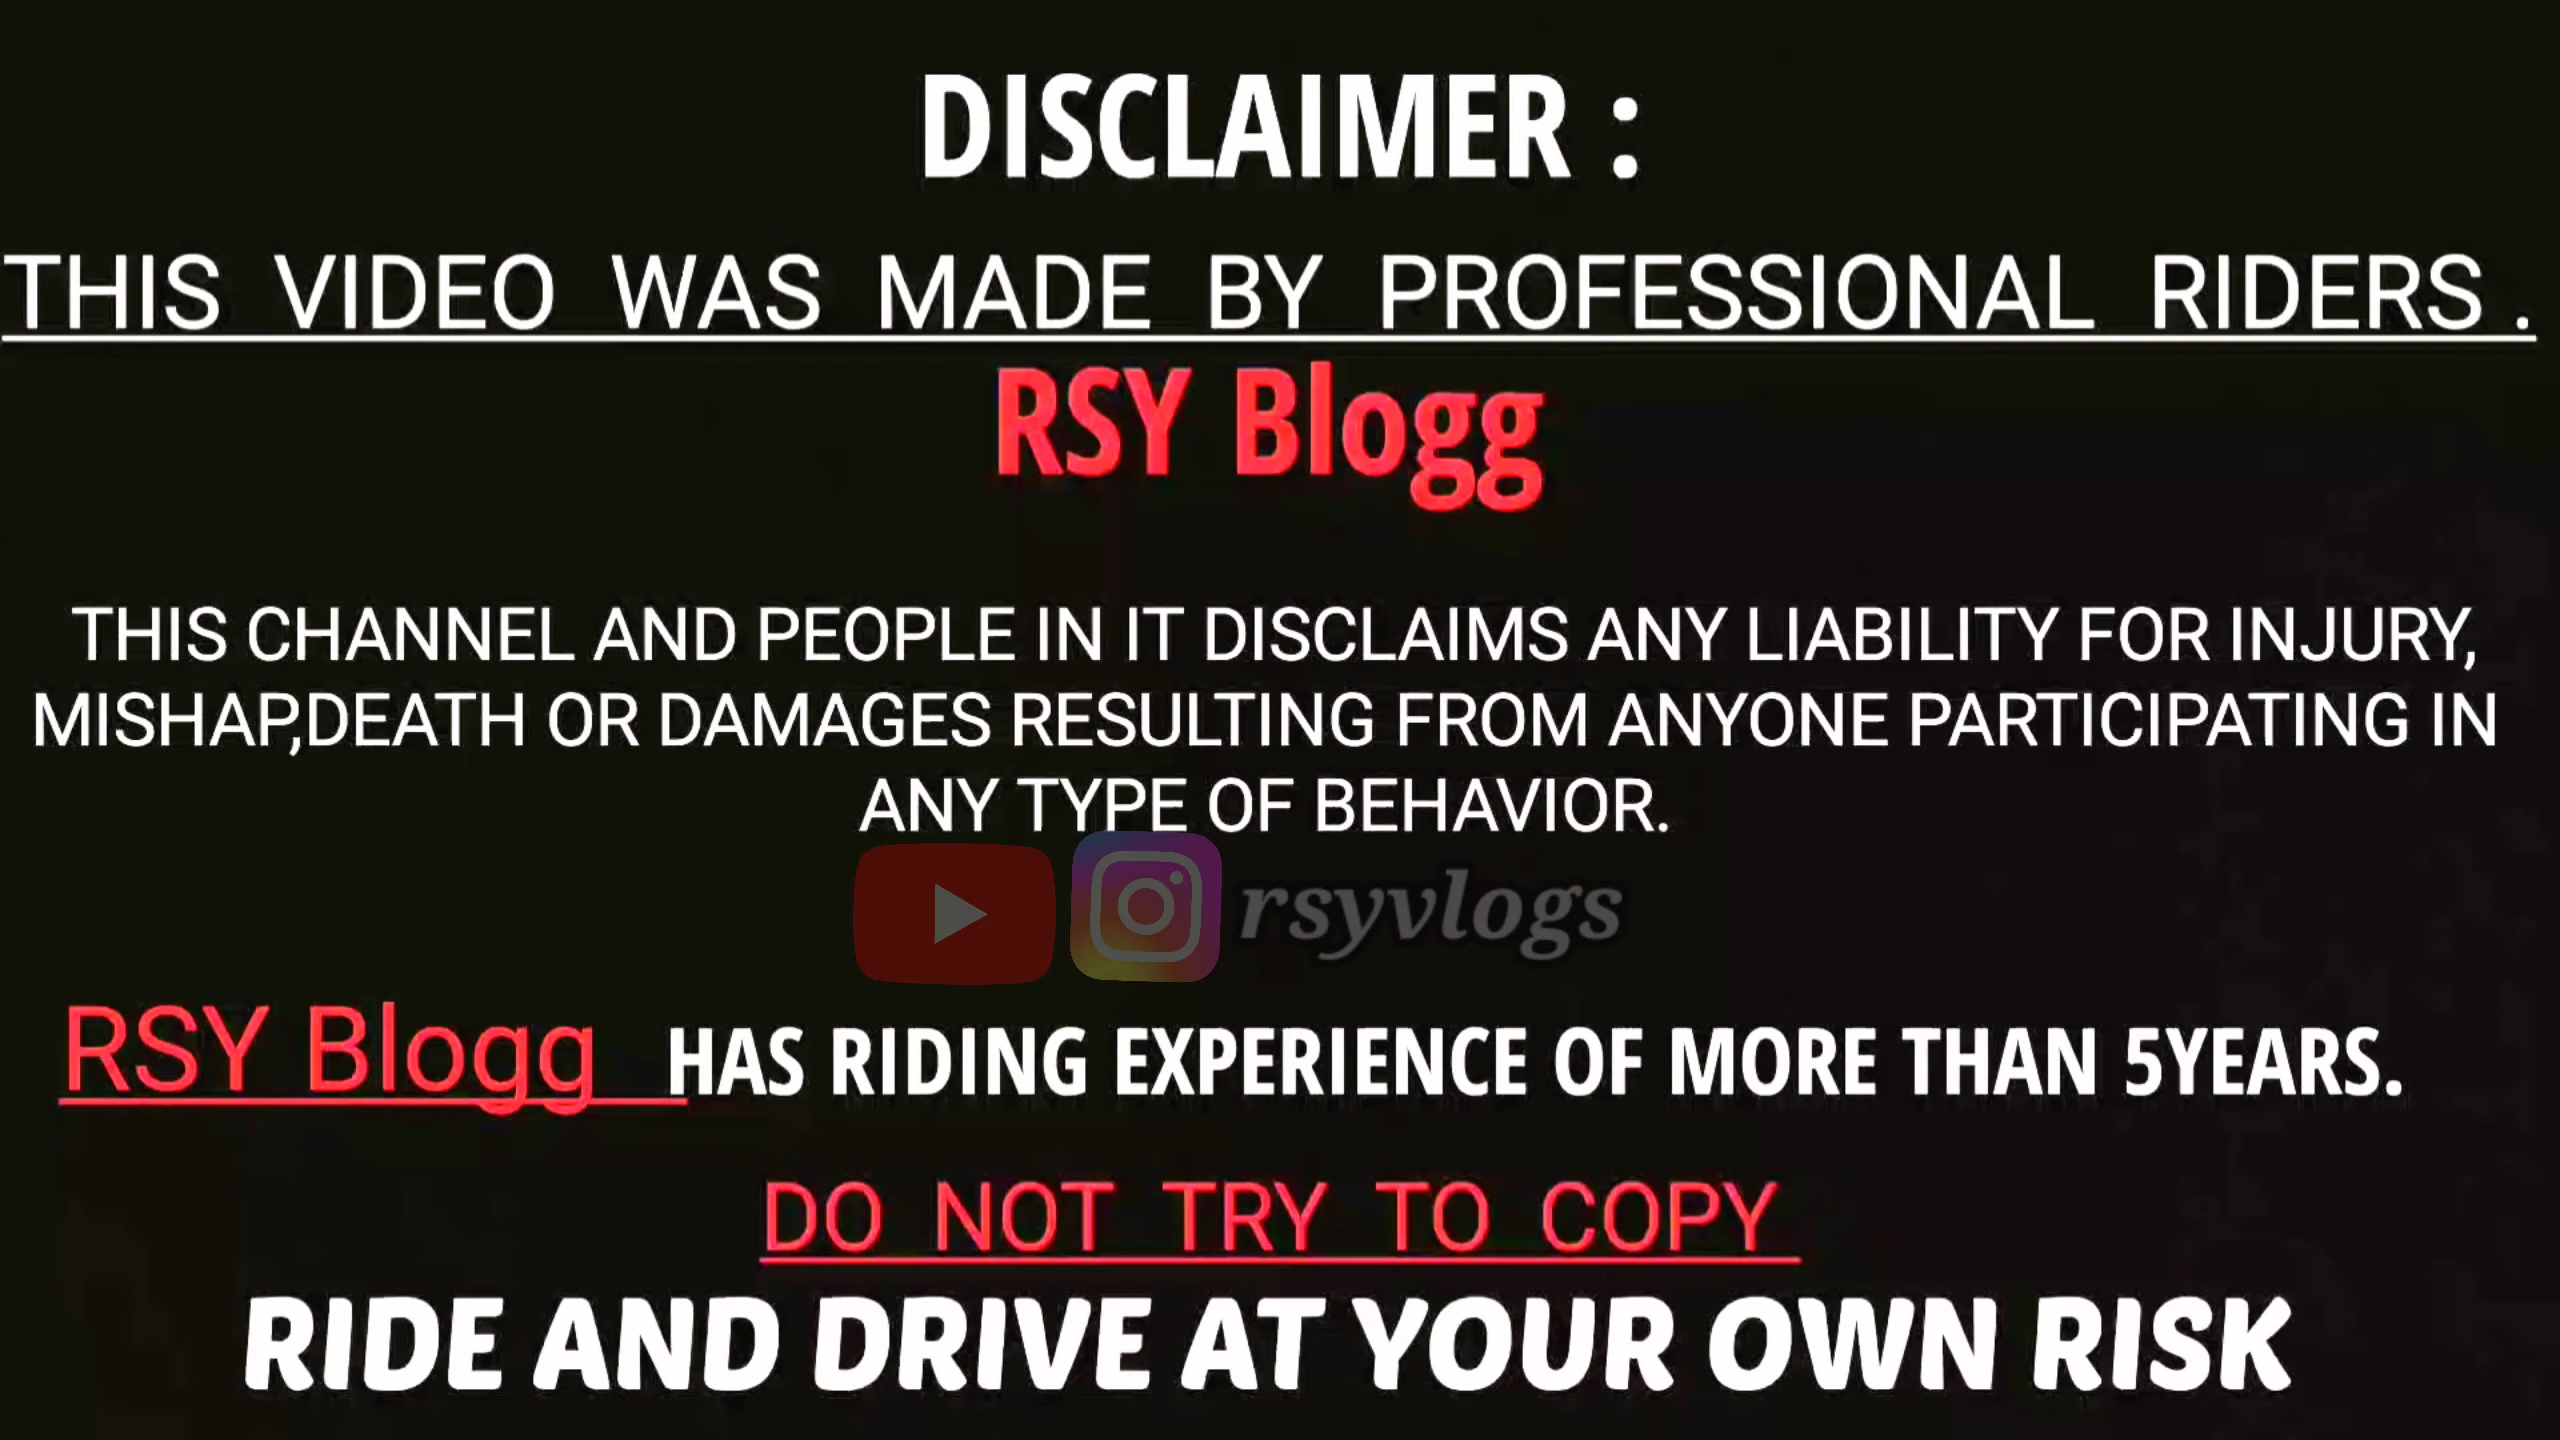 DISCLAIMER :
THIS VIDEO WAS MADE BY PROFESSIONAL RIDERS .
RSY Blogg
THIS CHANNEL AND PEOPLE IN IT DISCLAIMS ANY LIABILITY FOR INJURY,
MISHAP,DEATH OR DAMAGES RESULTING FROM ANYONE PARTICIPATING IN
ANY TYPE OF BEHAVIOR.
rsyvlogs
RSY Blogg HAS RIDING EXPERIENCE OF MORE THAN 5YEARS.
DO NOT TRY TO COPY
RIDE AND DRIVE AT YOUR OWN RISK